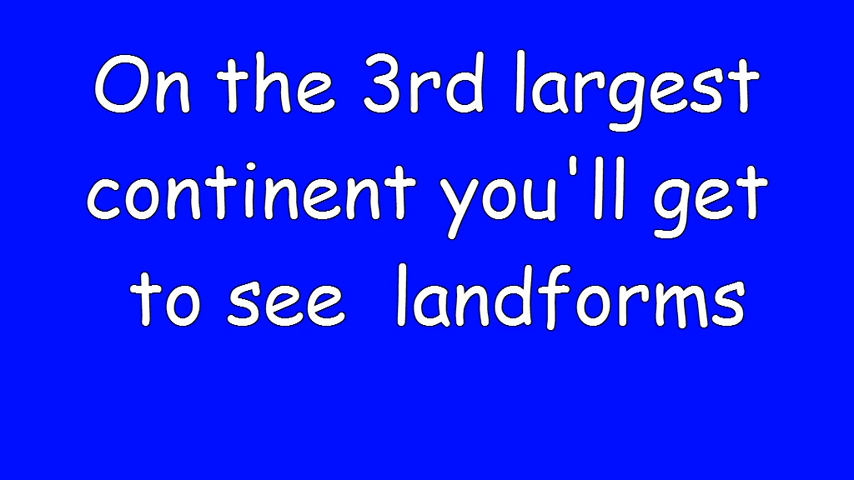 On the 3rd largest
continent you'll get
to see  landforms